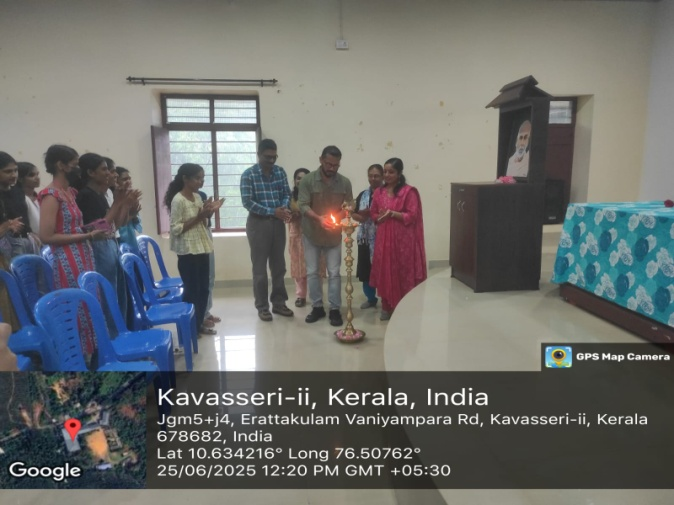 GPS Map Camera
Kavasseri-ii, Kerala, India
Jgm5+j4, Erattakulam Vaniyampara Rd, Kavasseri-ii, Kerala
678682, India
Lat 10.634216° Long 76.50762°
25/06/2025 12:20 PM GMT +05:30
Google